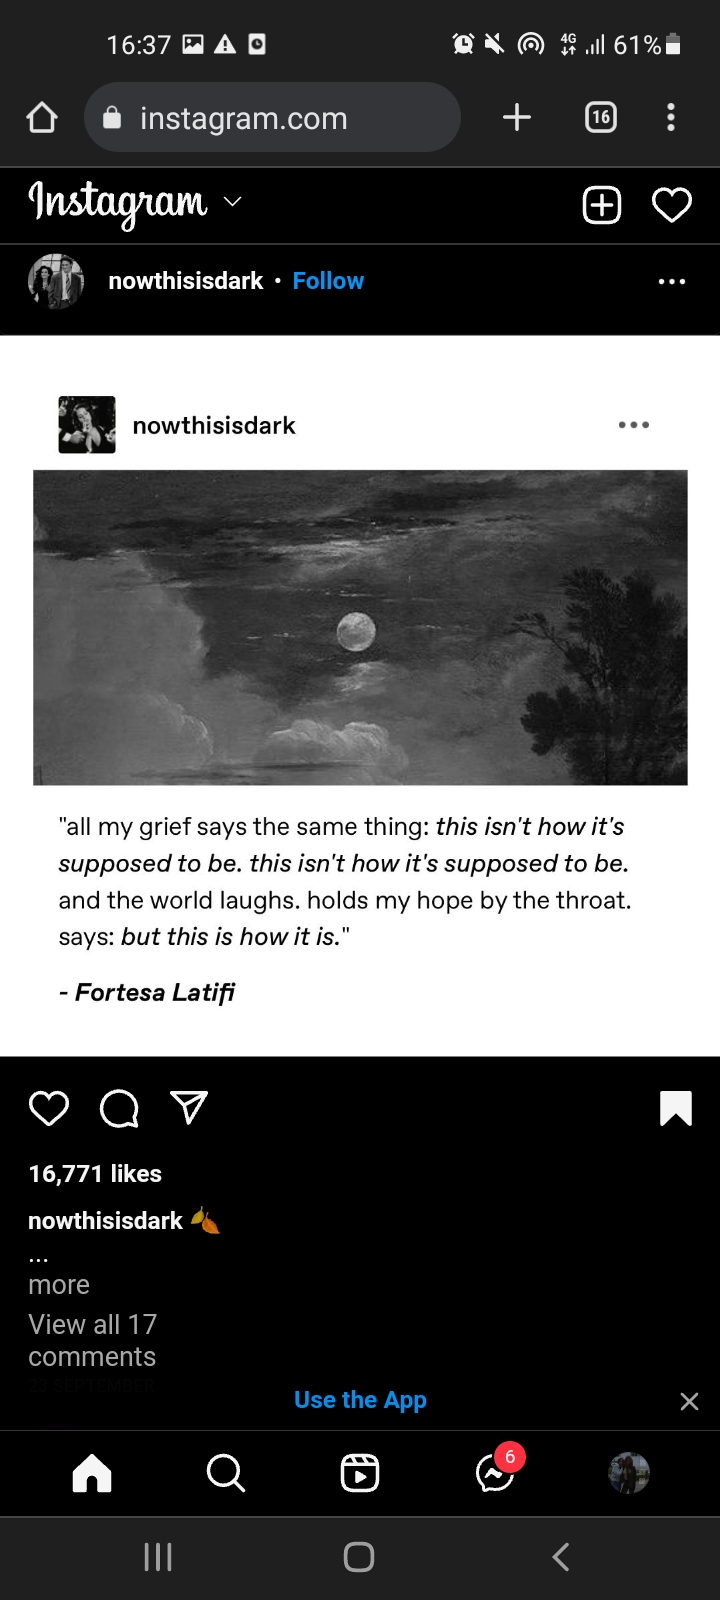 16:37 4G 61%
instagram.com 16
Instagram
nowthisisdark • Follow
nowthisisdark
"all my grief says the same thing: this isn't how it's
supposed to be. this isn't how it's supposed to be.
and the world laughs. holds my hope by the throat.
says: but this is how it is."
- Fortesa Latifi
16,771 likes
nowthisisdark 🍂
...
more
View all 17
comments
23 SEPTEMBER
Use the App
6